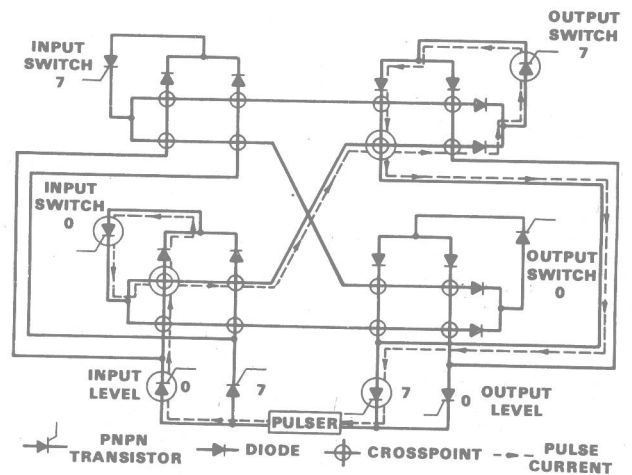 INPUT
SWITCH
7
OUTPUT
SWITCH
7
INPUT
SWITCH
0
OUTPUT
SWITCH
0
INPUT
LEVEL
0
7
7
0
OUTPUT
LEVEL
PULSER
PNPN
TRANSISTOR
DIODE
CROSSPOINT
PULSE
CURRENT